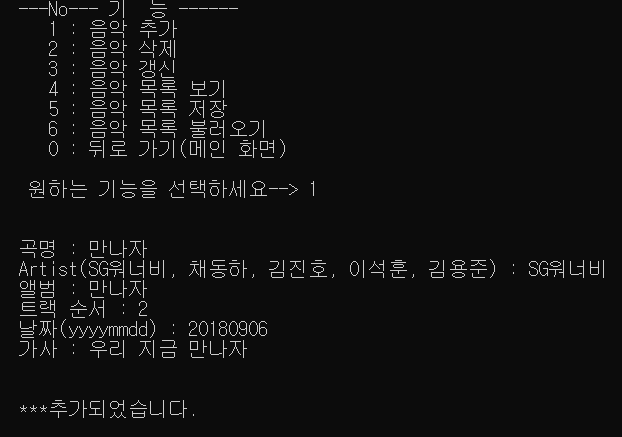 ---No--- 기  능 ------
1 : 음악 추가
2 : 음악 삭제
3 : 음악 갱신
4 : 음악 목록 보기
5 : 음악 목록 저장
6 : 음악 목록 불러오기
0 : 뒤로 가기(메인 화면)
원하는 기능을 선택하세요--> 1
곡명 : 만나자
Artist(SG워너비, 채동하, 김진호, 이석훈, 김용준) : SG워너비
앨범 : 만나자
트랙 순서 : 2
날짜(yyyymmdd) : 20180906
가사 : 우리 지금 만나자
***추가되었습니다.